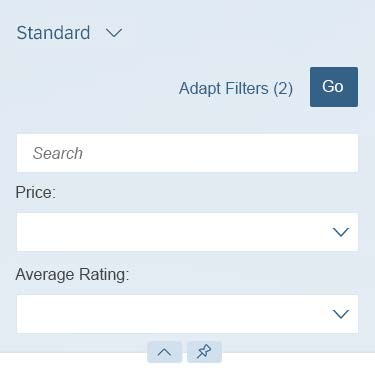 Standard
Adapt Filters (2) Go
Search
Price:
Average Rating: